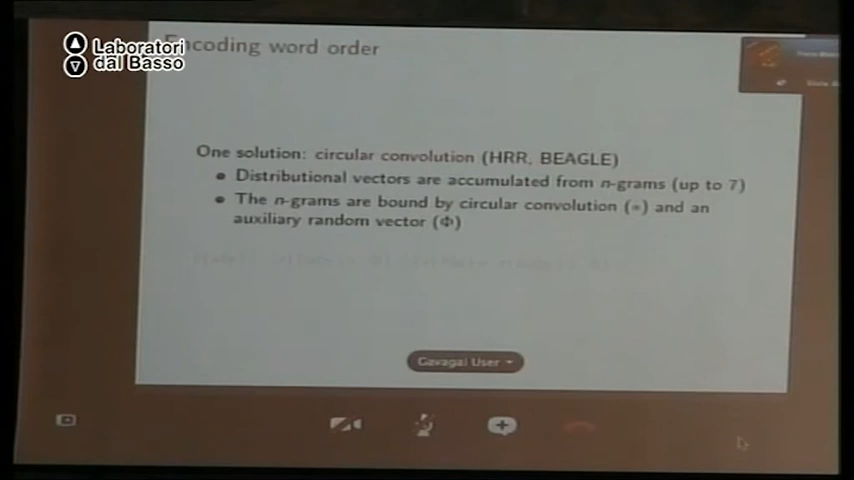 Laboratori
dal Basso
Encoding word order
One solution: circular convolution (HRR, BEAGLE)
Distributional vectors are accumulated from n-grams (up to 7)
The n-grams are bound by circular convolution (∗) and an
auxiliary random vector (Φ)
Gavagai User